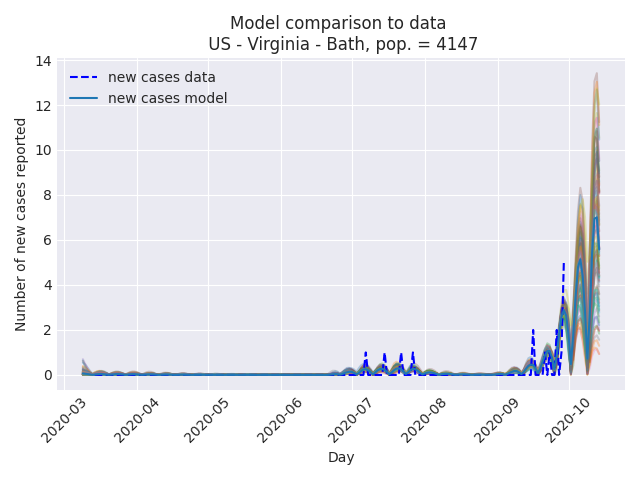 Model comparison to data
US - Virginia - Bath, pop. = 4147
new cases data
new cases model
Number of new cases reported
14
12
10
8
6
4
2
0
2020-03
2020-04
2020-05
2020-06
2020-07
2020-08
2020-09
2020-10
Day